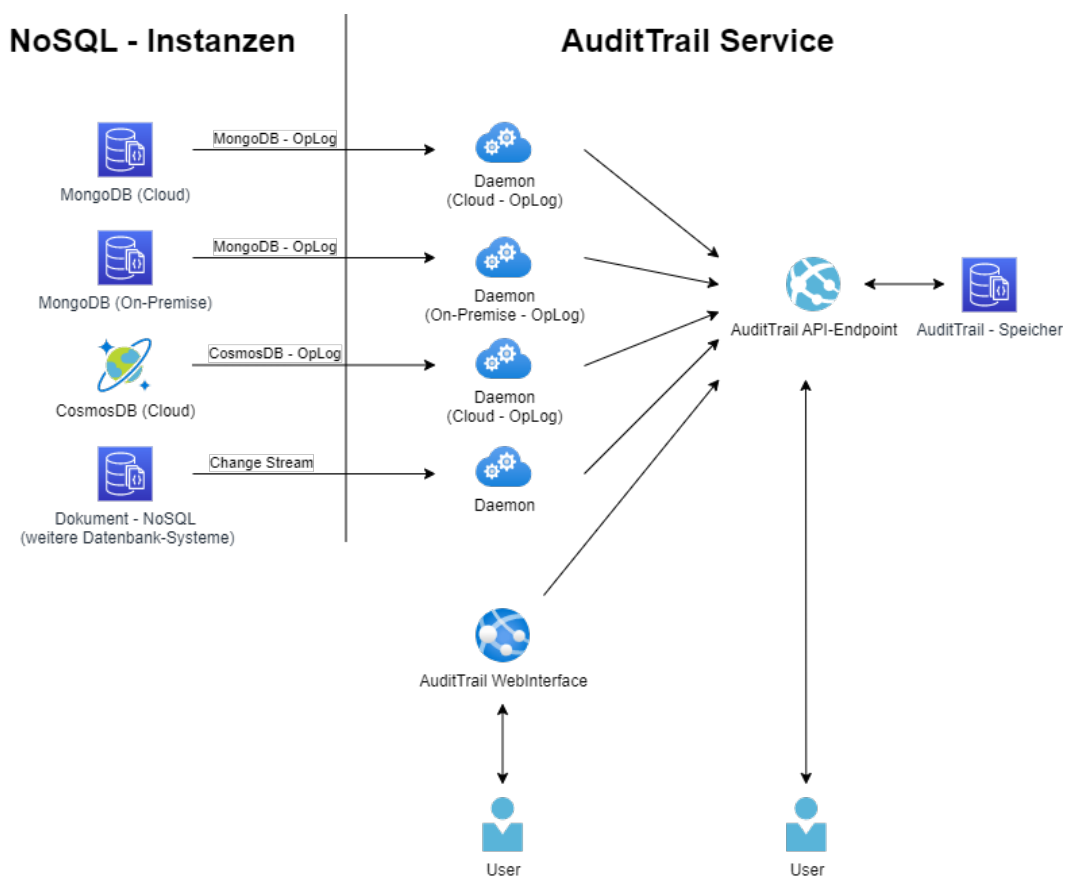 NoSQL - Instanzen
AuditTrail Service
MongoDB - OpLog
MongoDB (Cloud)
Daemon
(Cloud - OpLog)
MongoDB - OpLog
MongoDB (On-Premise)
Daemon
(On-Premise - OpLog)
AuditTrail API-Endpoint
AuditTrail - Speicher
CosmosDB - OpLog
CosmosDB (Cloud)
Daemon
(Cloud - OpLog)
Change Stream
Dokument - NoSQL
(weitere Datenbank-Systeme)
Daemon
AuditTrail WebInterface
User
User